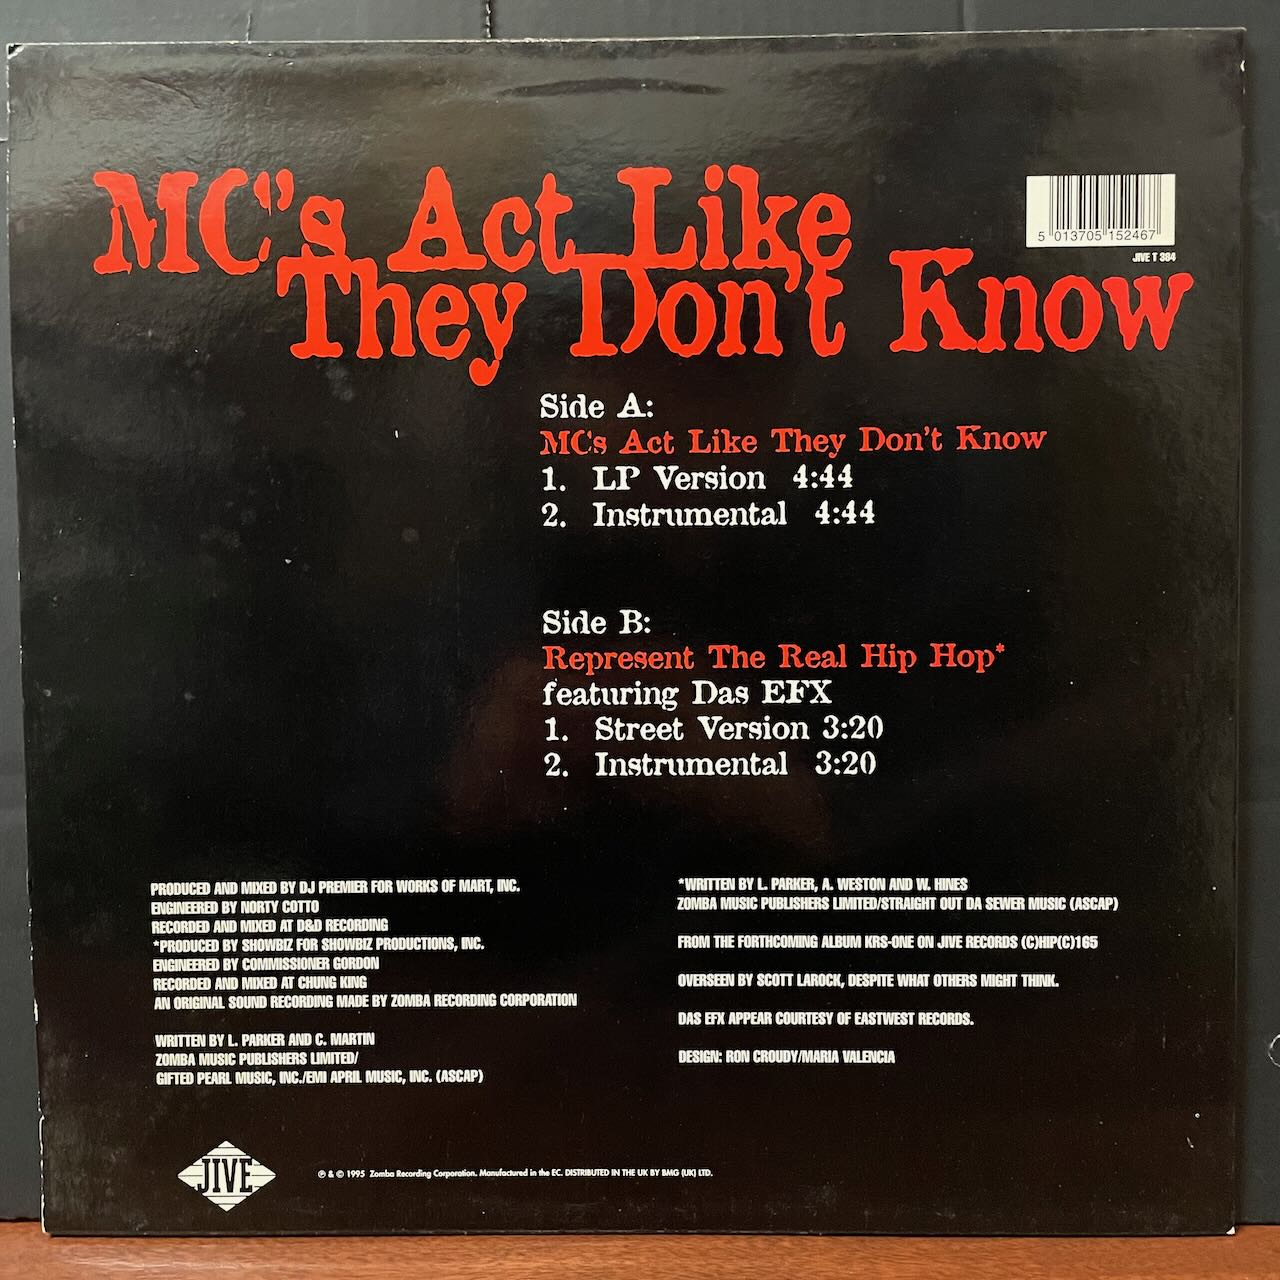 MC's Act Like
They Don't Know
5 013705 152467
JIVE T 384
Side A:
MCs Act Like They Don't Know
1. LP Version 4:44
2. Instrumental 4:44
Side B:
Represent The Real Hip Hop*
featuring Das EFX
1. Street Version 3:20
2. Instrumental 3:20
PRODUCED AND MIXED BY DJ PREMIER FOR WORKS OF MART, INC.
ENGINEERED BY NORTY COTTO
RECORDED AND MIXED AT D&D RECORDING
*PRODUCED BY SHOWBIZ FOR SHOWBIZ PRODUCTIONS, INC.
ENGINEERED BY COMMISSIONER GORDON
RECORDED AND MIXED AT CHUNG KING
AN ORIGINAL SOUND RECORDING MADE BY ZOMBA RECORDING CORPORATION
WRITTEN BY L. PARKER AND C. MARTIN
ZOMBA MUSIC PUBLISHERS LIMITED/
GIFTED PEARL MUSIC, INC./EMI APRIL MUSIC, INC. (ASCAP)
*WRITTEN BY L. PARKER, A. WESTON AND W. HINES
ZOMBA MUSIC PUBLISHERS LIMITED/STRAIGHT OUT DA SEWER MUSIC (ASCAP)
FROM THE FORTHCOMING ALBUM KRS-ONE ON JIVE RECORDS (C)HIP(C)165
OVERSEEN BY SCOTT LAROCK, DESPITE WHAT OTHERS MIGHT THINK.
DAS EFX APPEAR COURTESY OF EASTWEST RECORDS.
DESIGN: RON CROUDY/MARIA VALENCIA
JIVE
℗ & © 1995 Zomba Recording Corporation. Manufactured in the EC. DISTRIBUTED IN THE UK BY BMG (UK) LTD.